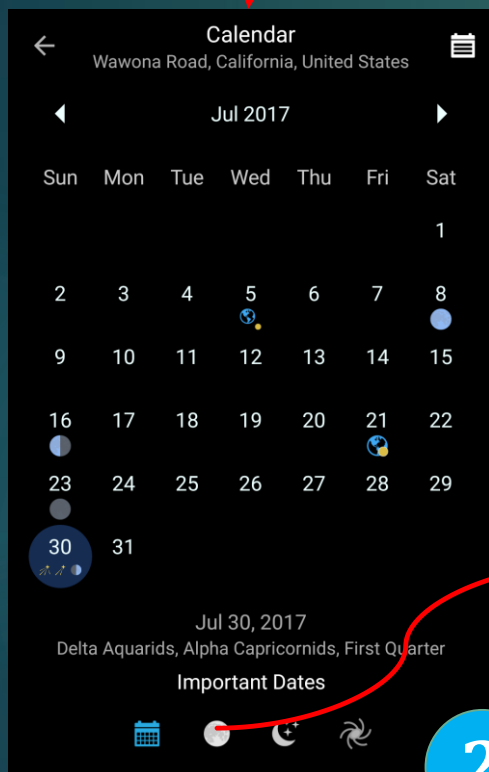 Calendar
Wawona Road, California, United States
Jul 2017
Sun Mon Tue Wed Thu Fri Sat
1
2 3 4 5 6 7 8
9 10 11 12 13 14 15
16 17 18 19 20 21 22
23 24 25 26 27 28 29
30 31
Jul 30, 2017
Delta Aquarids, Alpha Capricornids, First Quarter
Important Dates
2